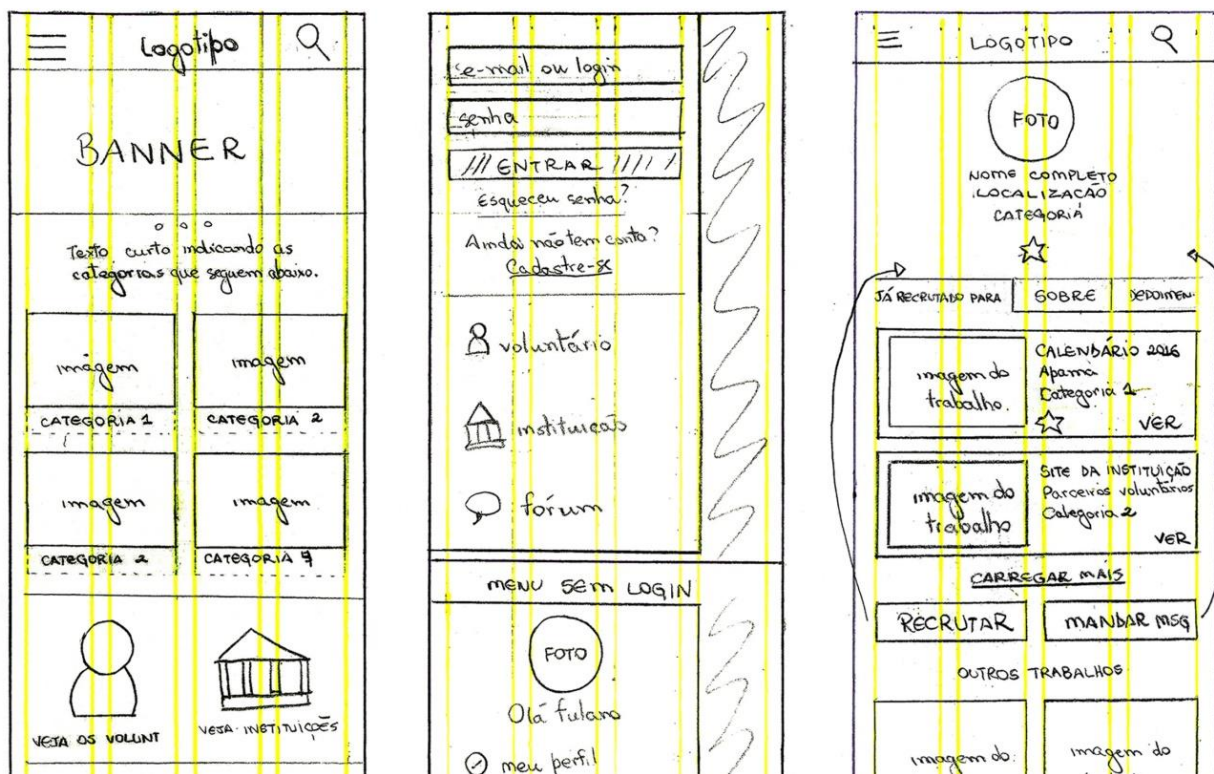 Logotipo
BANNER
Texto curto indicando as
categorias que seguem abaixo.
imagem
imagem
CATEGORIA 1
CATEGORIA 2
imagem
imagem
CATEGORIA 2
CATEGORIA 7
VEJA OS VOLUNT
VEJA INSTITUIÇÕES
e-mail ou login
senha
ENTRAR
Esqueceu senha?
Ainda não tem conta?
Cadastre-se
voluntário
instituição
fórum
MENU SEM LOGIN
FOTO
Olá fulano
meu perfil
LOGOTIPO
FOTO
NOME COMPLETO
LOCALIZAÇÃO
CATEGORIA
JÁ RECRUTADO PARA
SOBRE
DEPOIMEN.
imagem do
trabalho.
CALENDÁRIO 2016
Apama
Categoria 1
VER
imagem do
trabalho
SITE DA INSTITUIÇÃO
Parceiros voluntários
Categoria 2
VER
CARREGAR MAIS
RECRUTAR
MANDAR MSG
OUTROS TRABALHOS
imagem do
imagem do